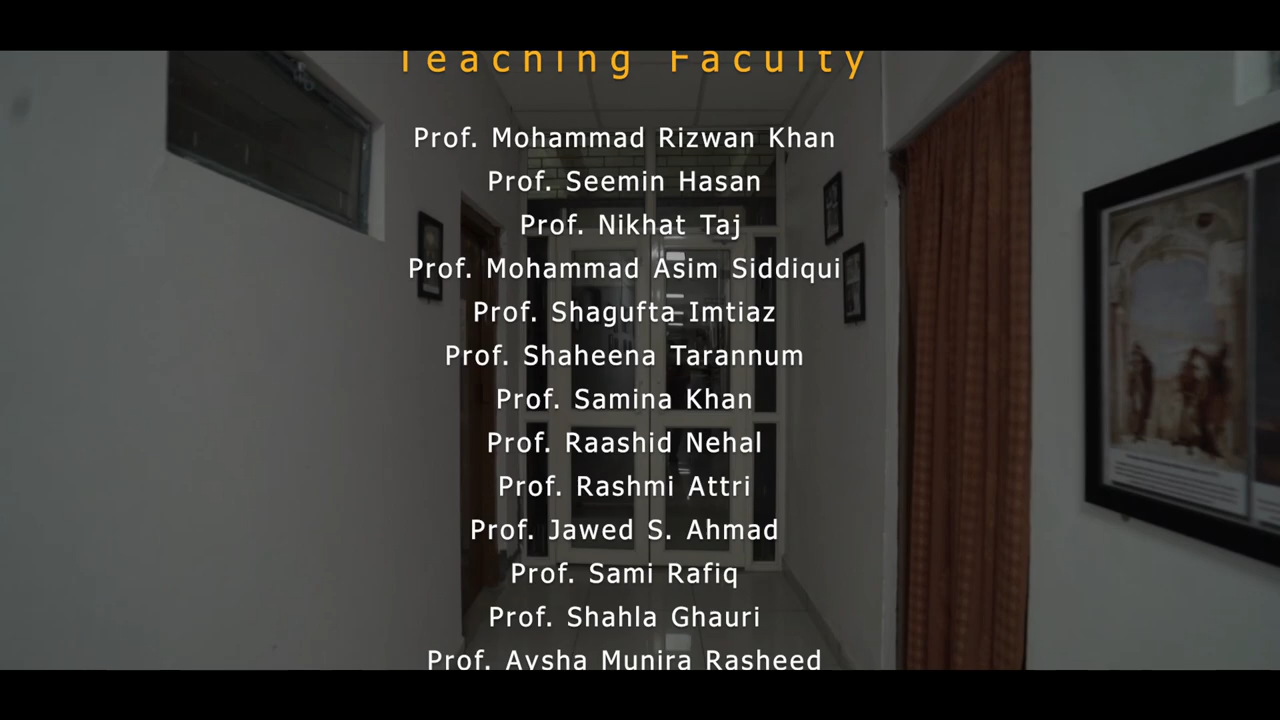 Teaching Faculty
Prof. Mohammad Rizwan Khan
Prof. Seemin Hasan
Prof. Nikhat Taj
Prof. Mohammad Asim Siddiqui
Prof. Shagufta Imtiaz
Prof. Shaheena Tarannum
Prof. Samina Khan
Prof. Raashid Nehal
Prof. Rashmi Attri
Prof. Jawed S. Ahmad
Prof. Sami Rafiq
Prof. Shahla Ghauri
Prof. Aysha Munira Rasheed